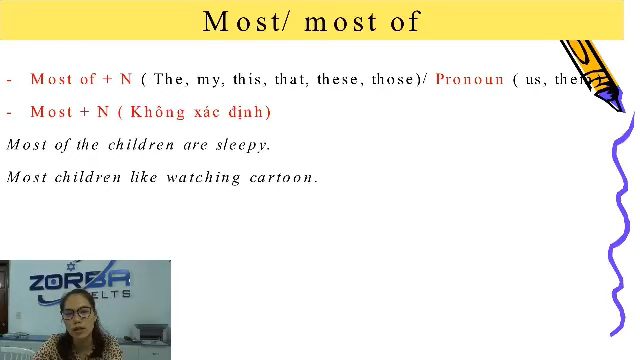 Most/ most of
- Most of + N ( The, my, this, that, these, those)/ Pronoun ( us, them)
- Most + N ( Không xác định)
Most of the children are sleepy.
Most children like watching cartoon.
ZORBA
IELTS